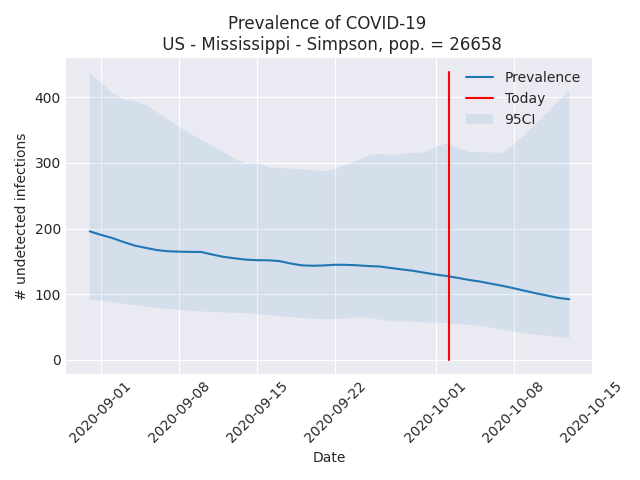 Prevalence of COVID-19
US - Mississippi - Simpson, pop. = 26658
Prevalence
Today
95CI
# undetected infections
400
300
200
100
0
2020-09-01
2020-09-08
2020-09-15
2020-09-22
2020-10-01
2020-10-08
2020-10-15
Date